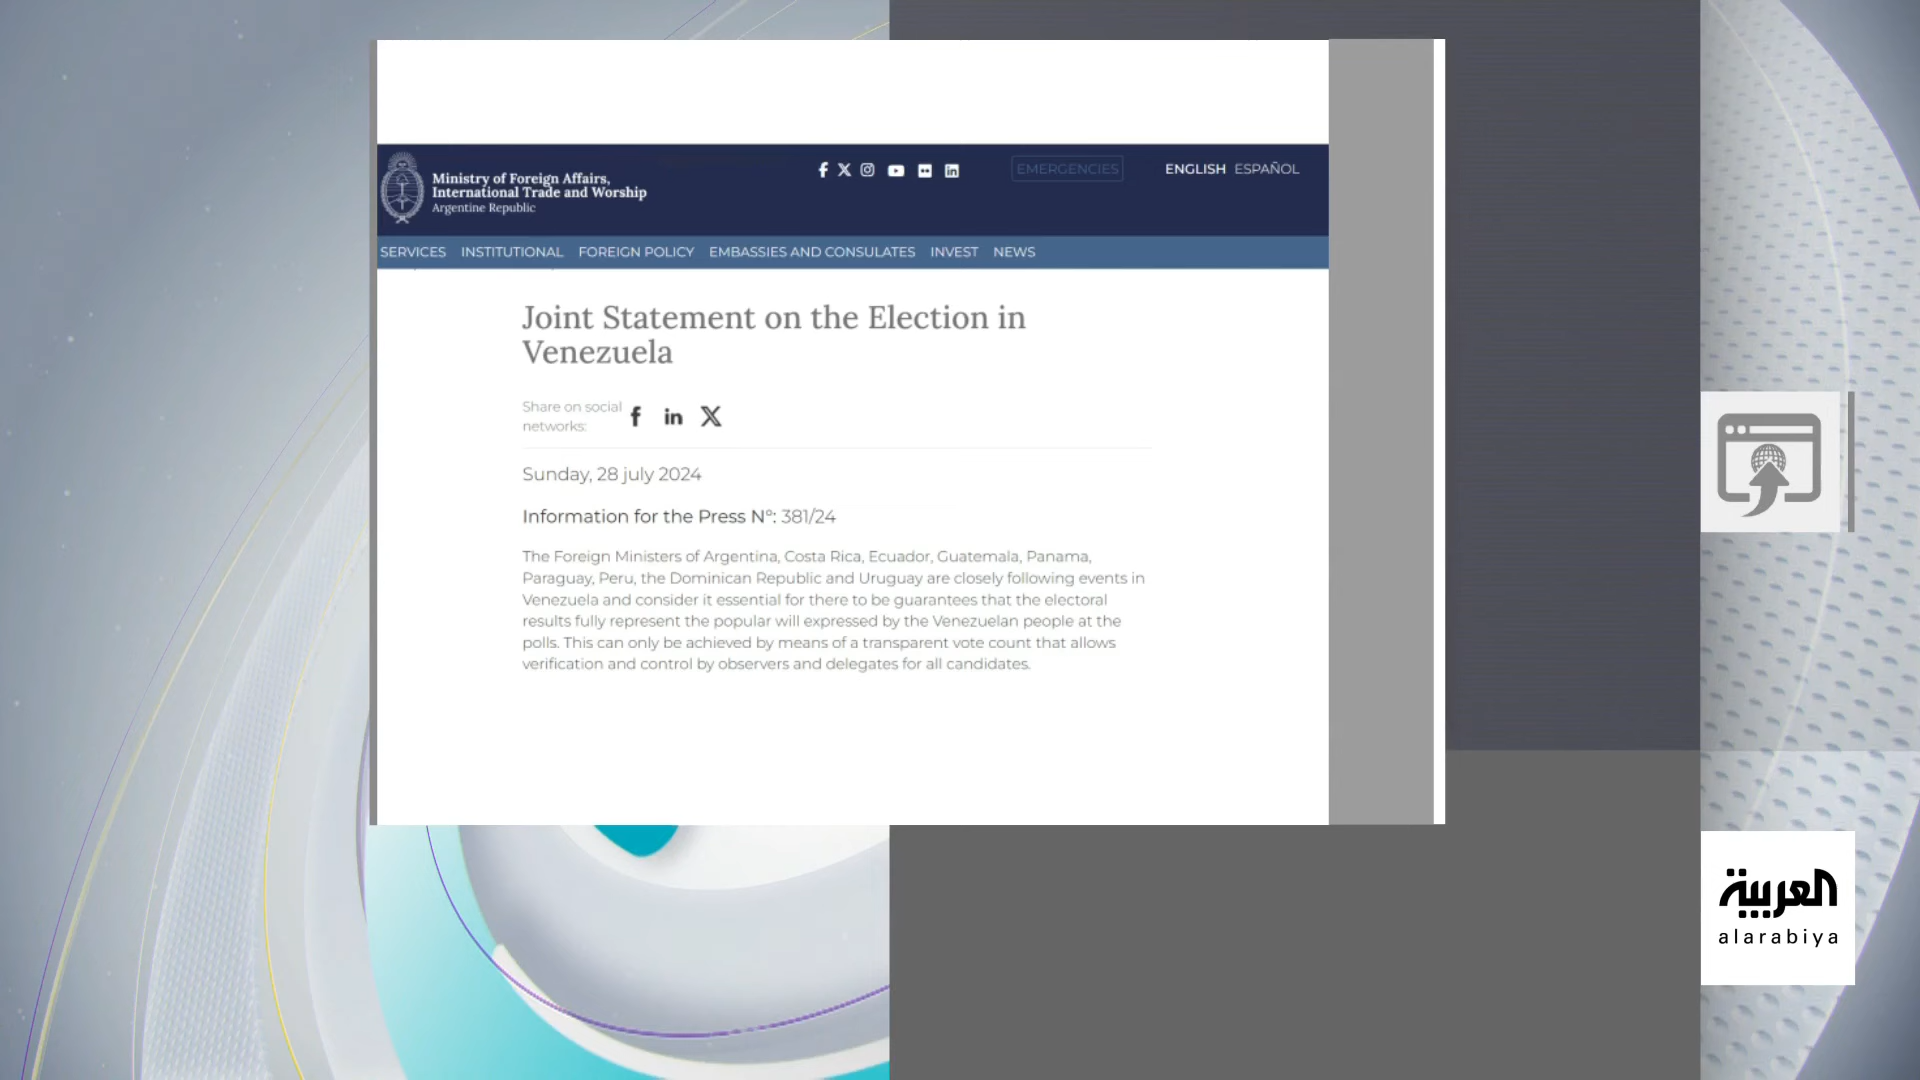 Ministry of Foreign Affairs,
International Trade and Worship
Argentine Republic
EMERGENCIES
ENGLISH ESPAÑOL
SERVICES INSTITUTIONAL FOREIGN POLICY EMBASSIES AND CONSULATES INVEST NEWS
Joint Statement on the Election in
Venezuela
Share on social
networks:
Sunday, 28 july 2024
Information for the Press N°: 381/24
The Foreign Ministers of Argentina, Costa Rica, Ecuador, Guatemala, Panama,
Paraguay, Peru, the Dominican Republic and Uruguay are closely following events in
Venezuela and consider it essential for there to be guarantees that the electoral
results fully represent the popular will expressed by the Venezuelan people at the
polls. This can only be achieved by means of a transparent vote count that allows
verification and control by observers and delegates for all candidates.
العربية
alarabiya